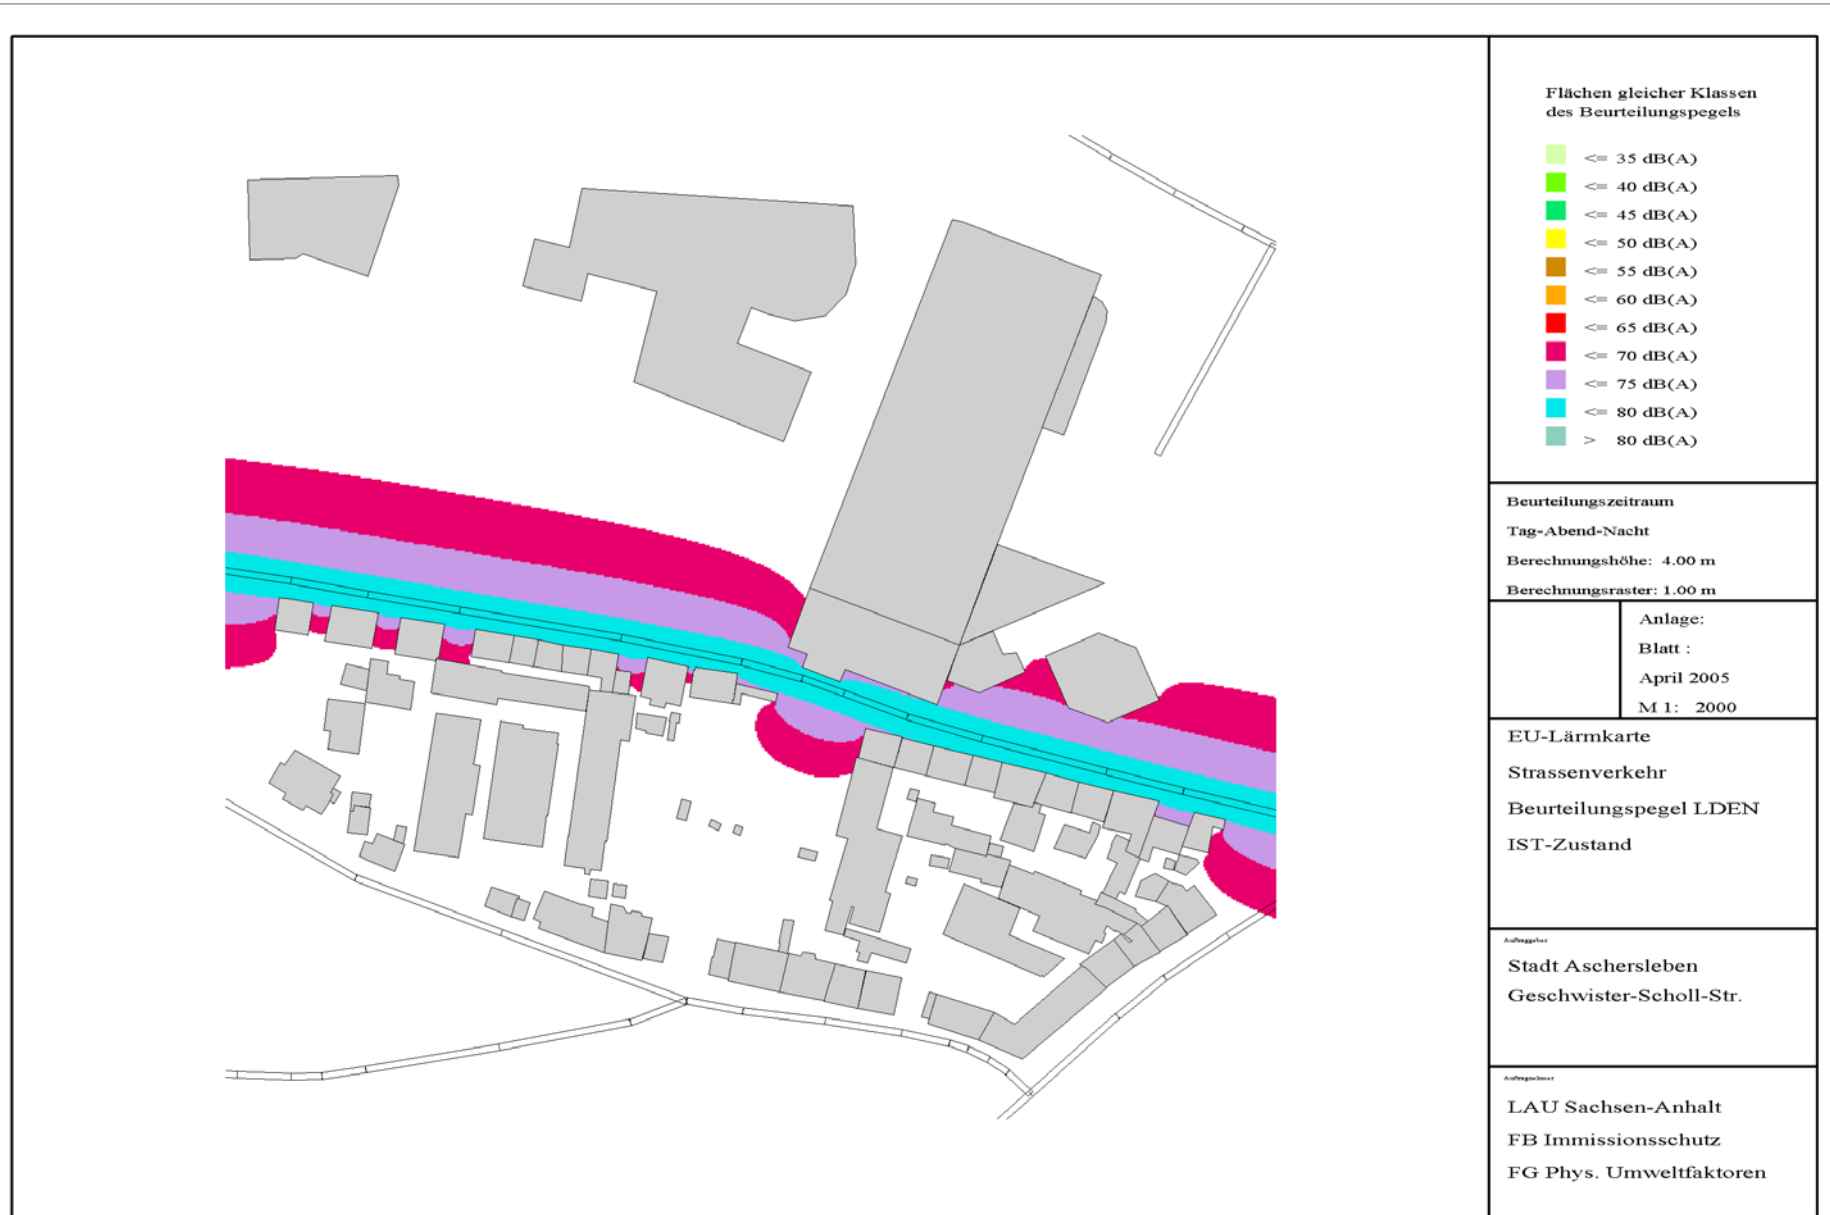 Flächen gleicher Klassen
des Beurteilungspegels
<= 35 dB(A)
<= 40 dB(A)
<= 45 dB(A)
<= 50 dB(A)
<= 55 dB(A)
<= 60 dB(A)
<= 65 dB(A)
<= 70 dB(A)
<= 75 dB(A)
<= 80 dB(A)
> 80 dB(A)
Beurteilungszeitraum
Tag-Abend-Nacht
Berechnungshöhe: 4.00 m
Berechnungsraster: 1.00 m
Anlage:
Blatt :
April 2005
M 1: 2000
EU-Lärmkarte
Strassenverkehr
Beurteilungspegel LDEN
IST-Zustand
Auftraggeber
Stadt Aschersleben
Geschwister-Scholl-Str.
Auftragnehmer
LAU Sachsen-Anhalt
FB Immissionsschutz
FG Phys. Umweltfaktoren